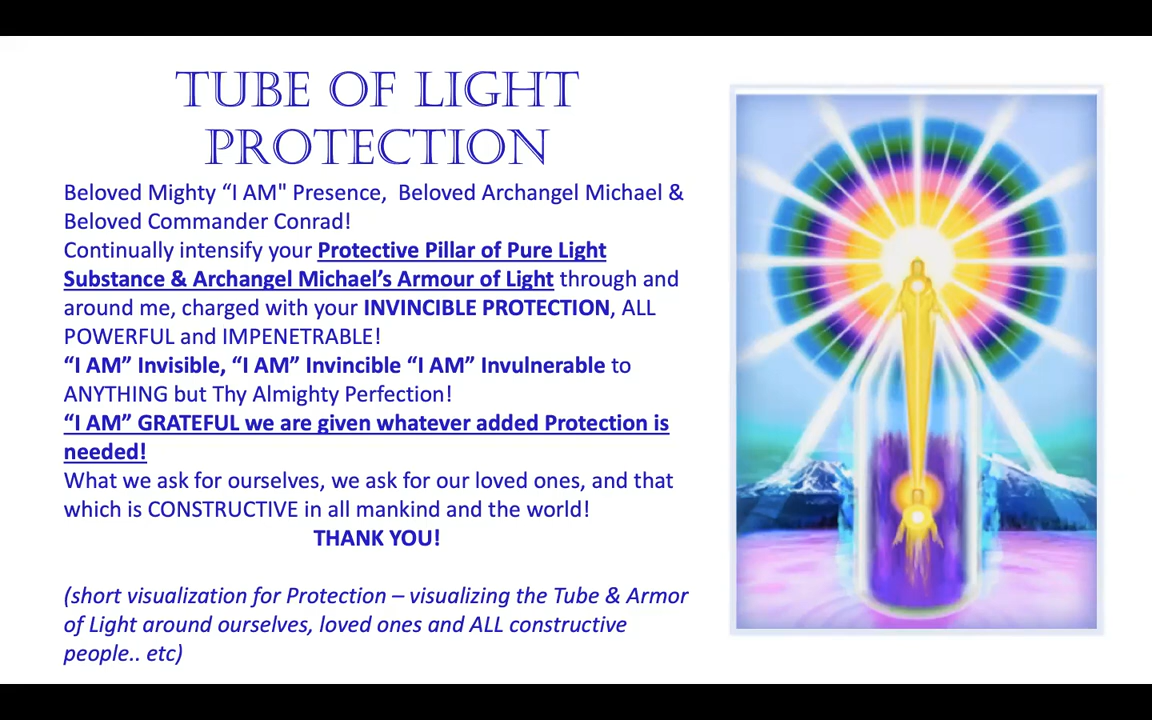 TUBE OF LIGHT
PROTECTION
Beloved Mighty “I AM" Presence,  Beloved Archangel Michael &
Beloved Commander Conrad!
Continually intensify your Protective Pillar of Pure Light
Substance & Archangel Michael’s Armour of Light through and
around me, charged with your INVINCIBLE PROTECTION, ALL
POWERFUL and IMPENETRABLE!
“I AM” Invisible, “I AM” Invincible “I AM” Invulnerable to
ANYTHING but Thy Almighty Perfection!
“I AM” GRATEFUL we are given whatever added Protection is
needed!
What we ask for ourselves, we ask for our loved ones, and that
which is CONSTRUCTIVE in all mankind and the world!
THANK YOU!
(short visualization for Protection – visualizing the Tube & Armor
of Light around ourselves, loved ones and ALL constructive
people.. etc)